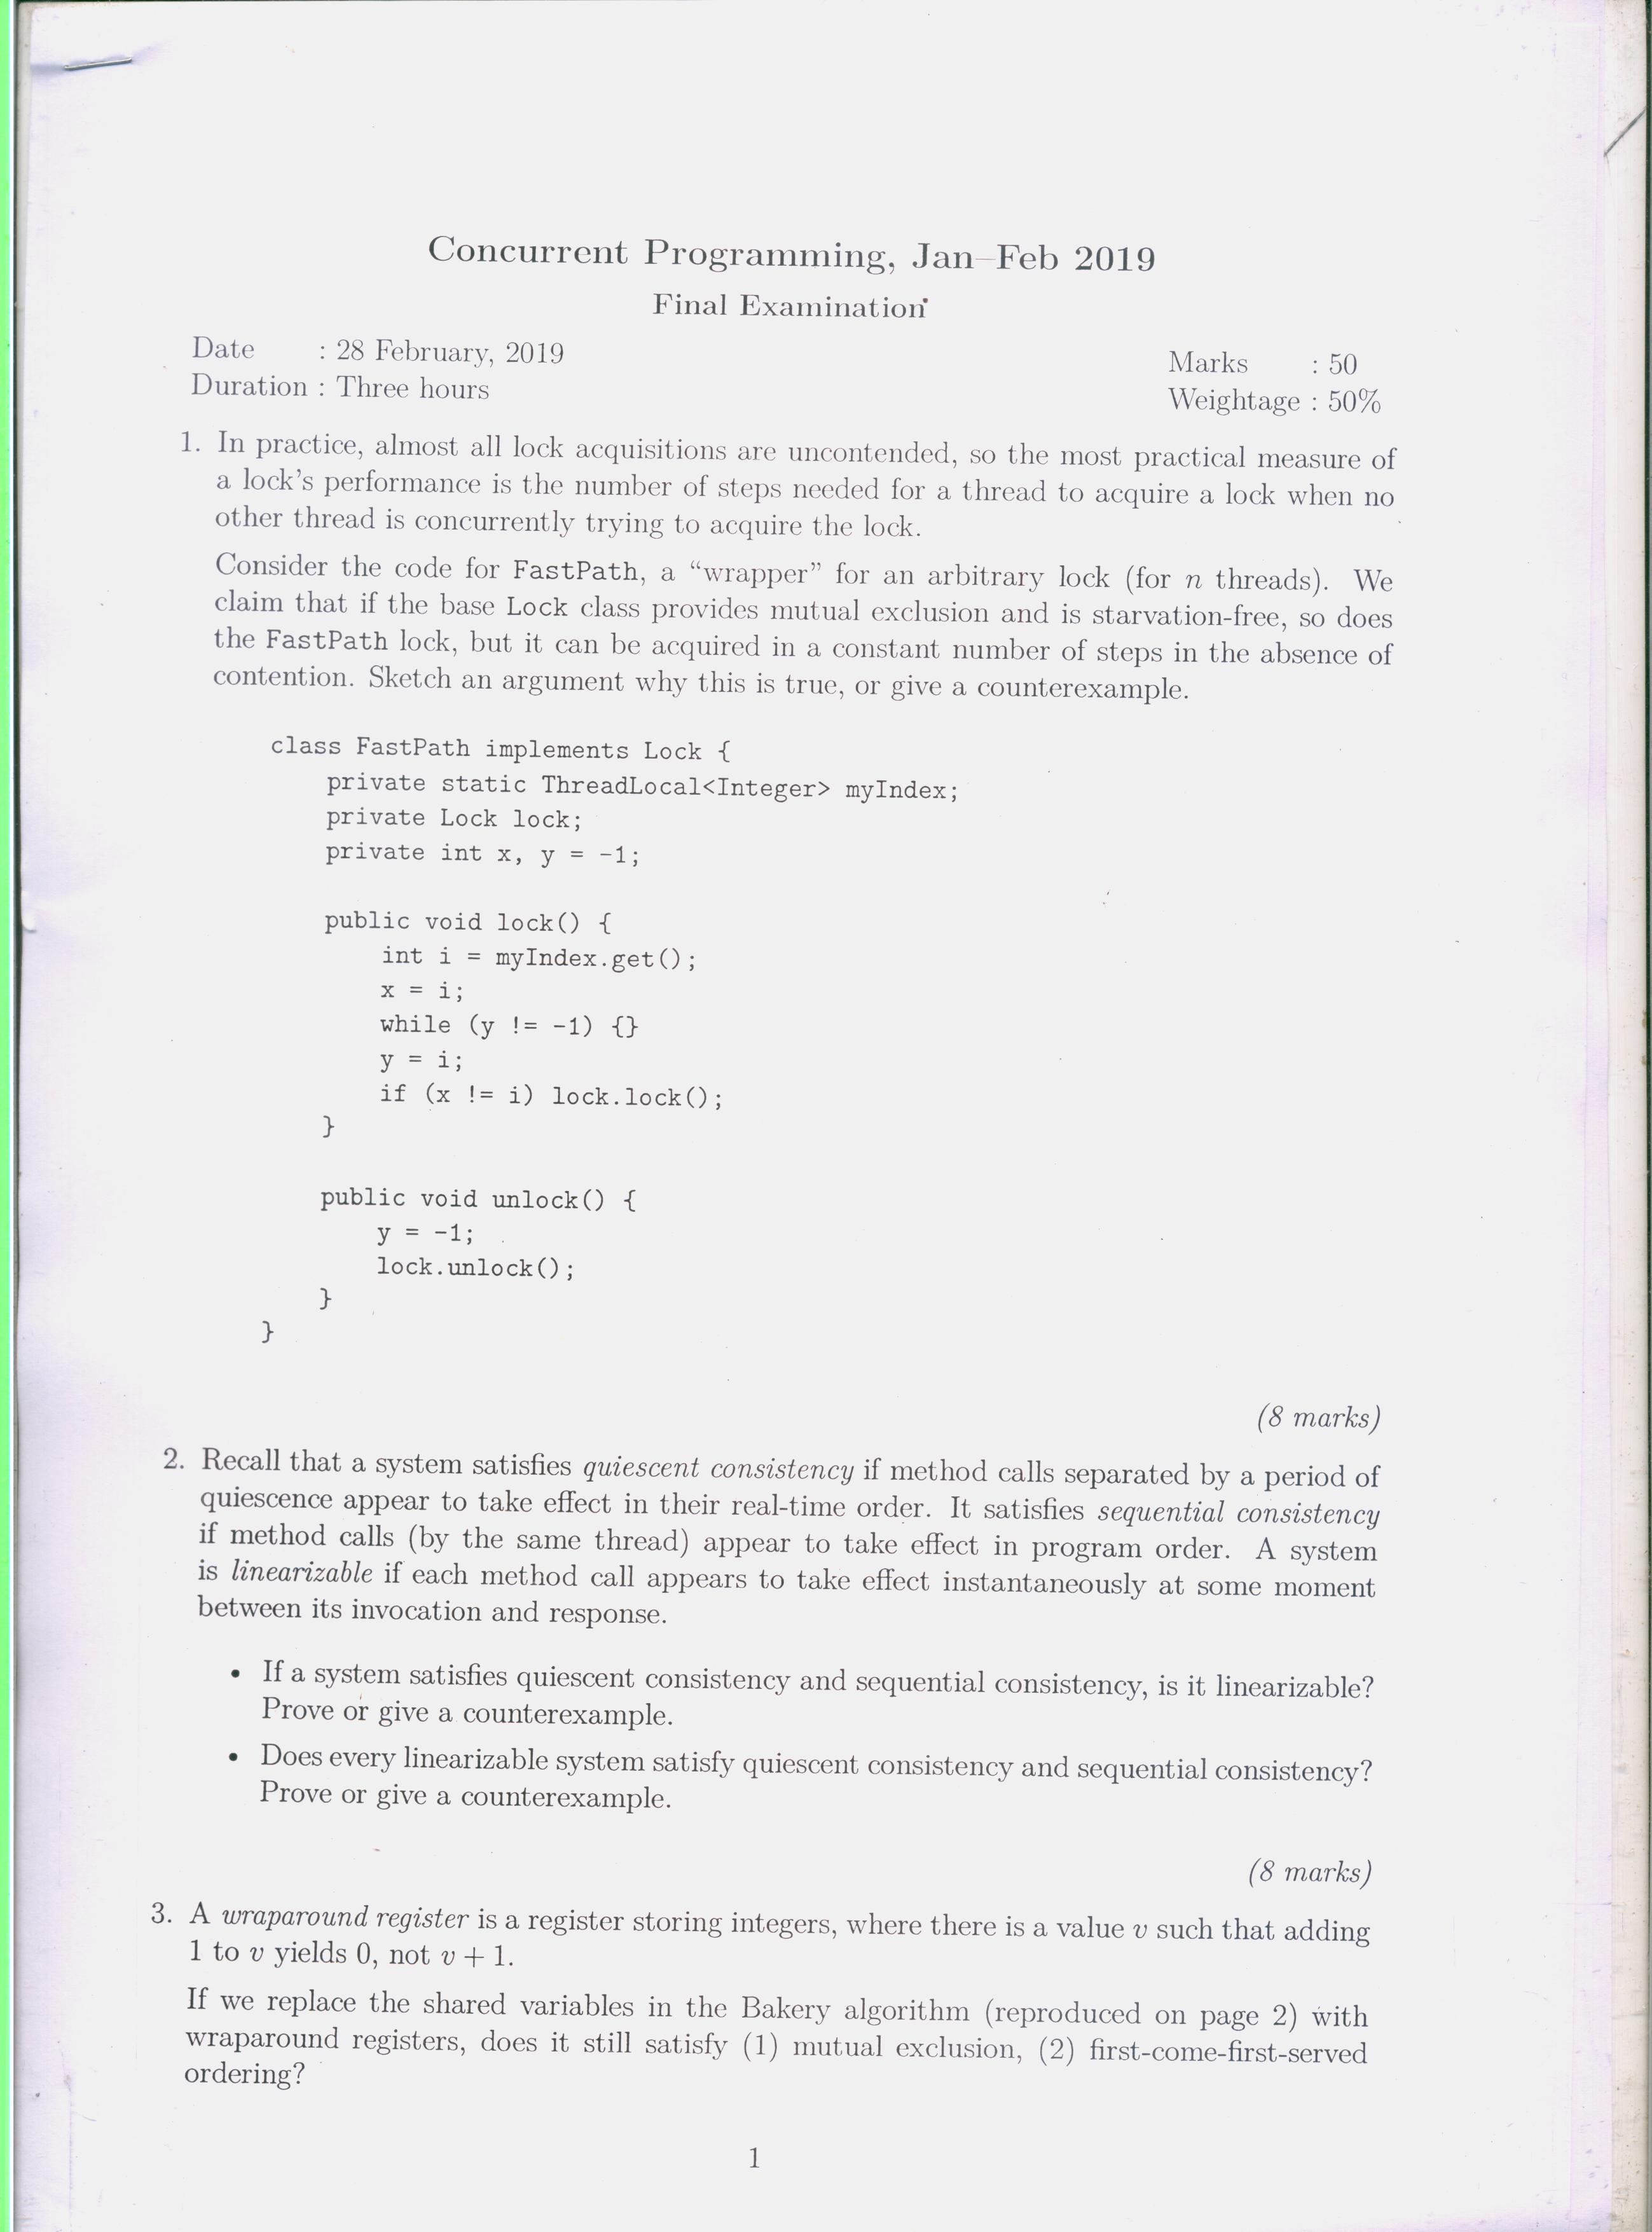 Concurrent Programming, Jan–Feb 2019
Final Examination
Date : 28 February, 2019
Duration : Three hours
Marks : 50
Weightage : 50%
1. In practice, almost all lock acquisitions are uncontended, so the most practical measure of
a lock's performance is the number of steps needed for a thread to acquire a lock when no
other thread is concurrently trying to acquire the lock.
Consider the code for FastPath, a “wrapper” for an arbitrary lock (for n threads). We
claim that if the base Lock class provides mutual exclusion and is starvation-free, so does
the FastPath lock, but it can be acquired in a constant number of steps in the absence of
contention. Sketch an argument why this is true, or give a counterexample.
class FastPath implements Lock {
private static ThreadLocal<Integer> myIndex;
private Lock lock;
private int x, y = -1;
public void lock() {
int i = myIndex.get();
x = i;
while (y != -1) {}
y = i;
if (x != i) lock.lock();
}
public void unlock() {
y = -1;
lock.unlock();
}
}
(8 marks)
2. Recall that a system satisfies quiescent consistency if method calls separated by a period of
quiescence appear to take effect in their real-time order. It satisfies sequential consistency
if method calls (by the same thread) appear to take effect in program order. A system
is linearizable if each method call appears to take effect instantaneously at some moment
between its invocation and response.
• If a system satisfies quiescent consistency and sequential consistency, is it linearizable?
Prove or give a counterexample.
• Does every linearizable system satisfy quiescent consistency and sequential consistency?
Prove or give a counterexample.
(8 marks)
3. A wraparound register is a register storing integers, where there is a value v such that adding
1 to v yields 0, not v + 1.
If we replace the shared variables in the Bakery algorithm (reproduced on page 2) with
wraparound registers, does it still satisfy (1) mutual exclusion, (2) first-come-first-served
ordering?
1